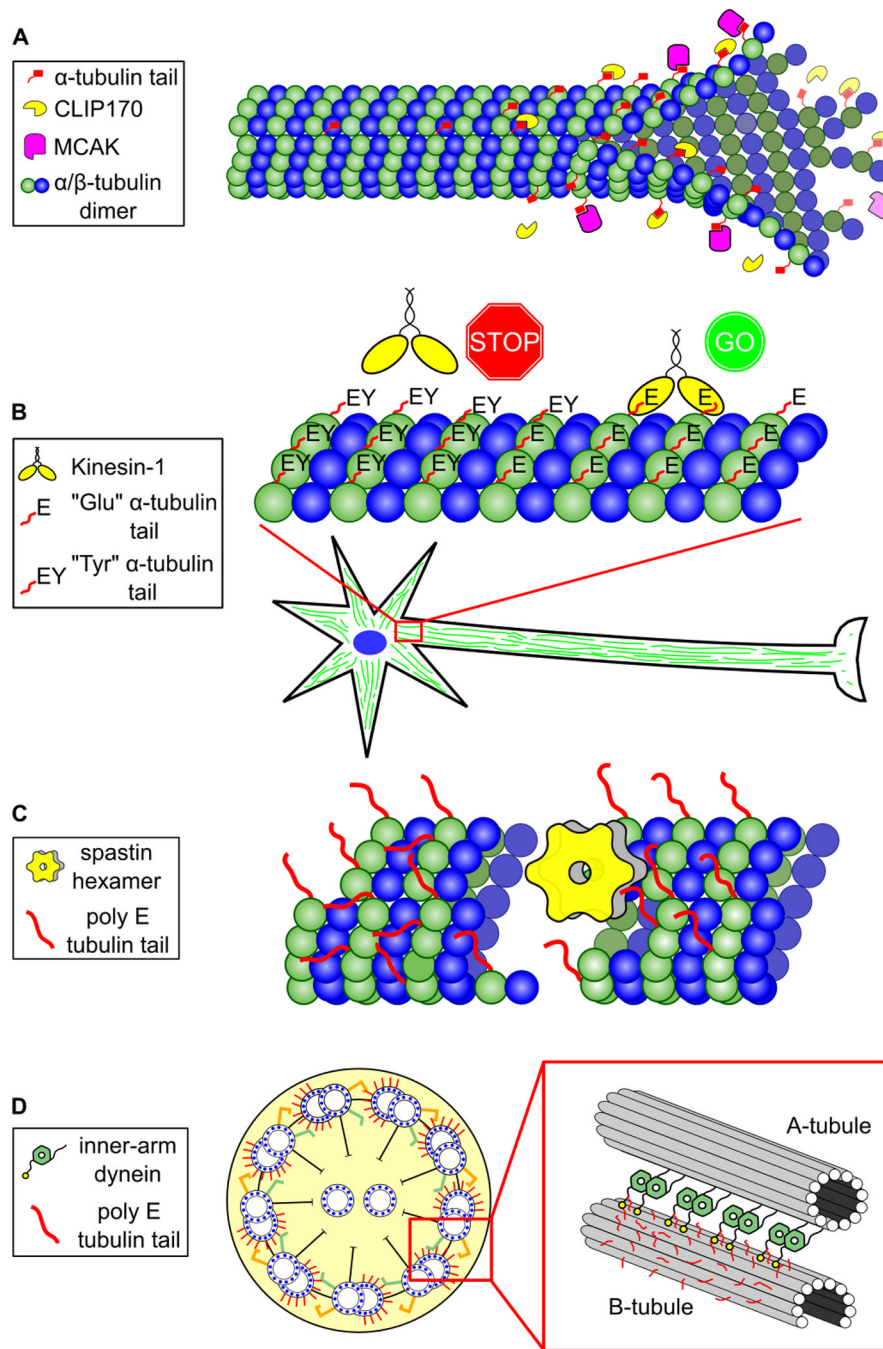 A
α-tubulin tail
CLIP170
MCAK
α/β-tubulin
dimer
STOP
GO
B
EY EY EY EY E E E
EY EY EY E E E E
EY EY EY E E E E
Kinesin-1
E "Glu" α-tubulin
tail
EY "Tyr" α-tubulin
tail
C
spastin
hexamer
poly E
tubulin tail
D
inner-arm
dynein
poly E
tubulin tail
A-tubule
B-tubule